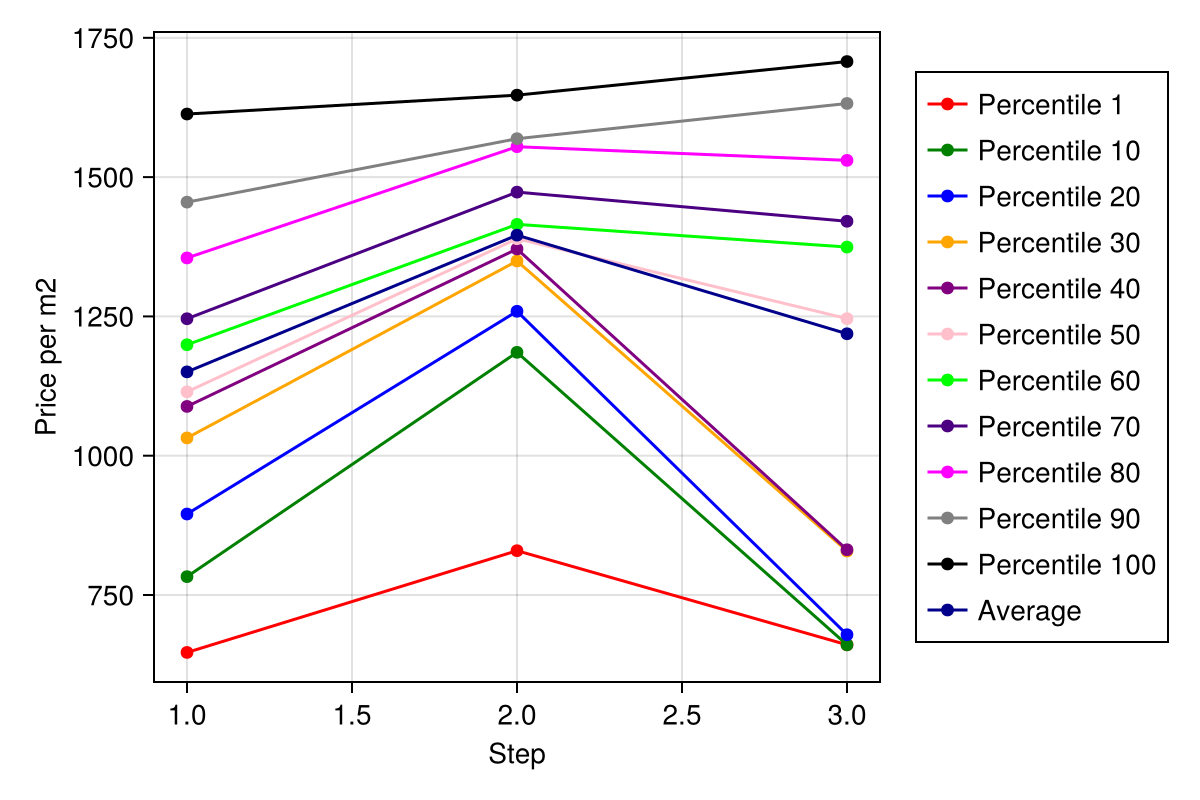 1750
1500
1250
1000
750
Price per m2
1.0 1.5 2.0 2.5 3.0
Step
Percentile 1
Percentile 10
Percentile 20
Percentile 30
Percentile 40
Percentile 50
Percentile 60
Percentile 70
Percentile 80
Percentile 90
Percentile 100
Average